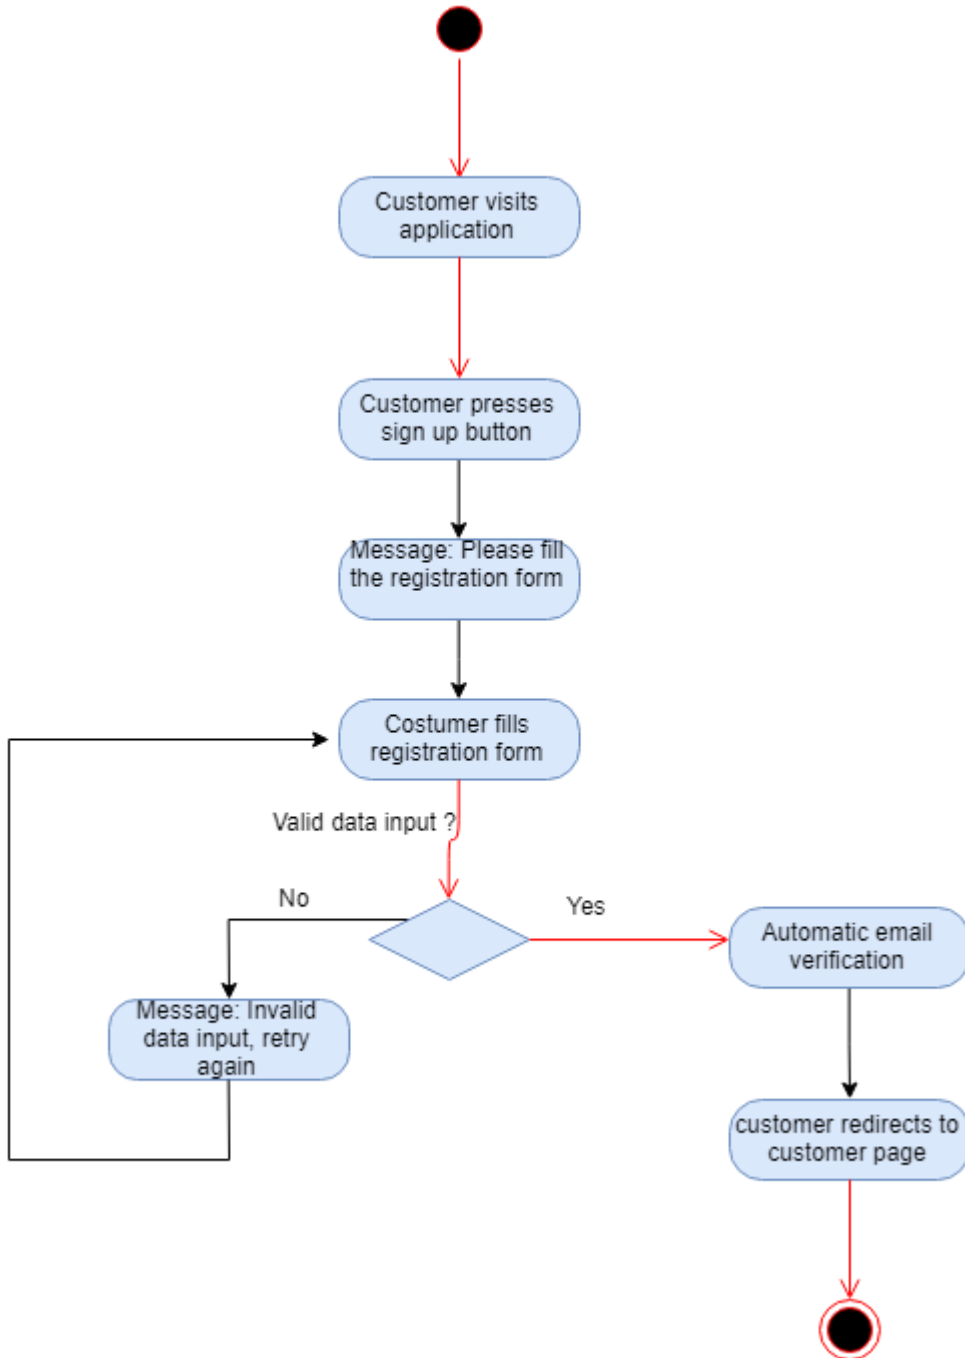 Customer visits
application
Customer presses
sign up button
Message: Please fill
the registration form
Costumer fills
registration form
Valid data input ?
No
Yes
Automatic email
verification
Message: Invalid
data input, retry
again
customer redirects to
customer page